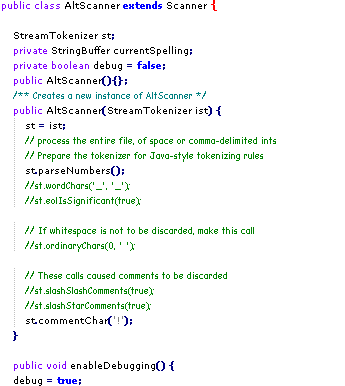 public class AltScanner extends Scanner {
StreamTokenizer st;
private StringBuffer currentSpelling;
private boolean debug = false;
public AltScanner(){};
/** Creates a new instance of AltScanner */
public AltScanner(StreamTokenizer ist) {
st = ist;
// process the entire file, of space or comma-delimited ints
// Prepare the tokenizer for Java-style tokenizing rules
st.parseNumbers();
//st.wordChars('_', '_');
//st.eolIsSignificant(true);
// If whitespace is not to be discarded, make this call
//st.ordinaryChars(0, ' ');
// These calls caused comments to be discarded
//st.slashSlashComments(true);
//st.slashStarComments(true);
st.commentChar('!');
}
public void enableDebugging() {
debug = true;